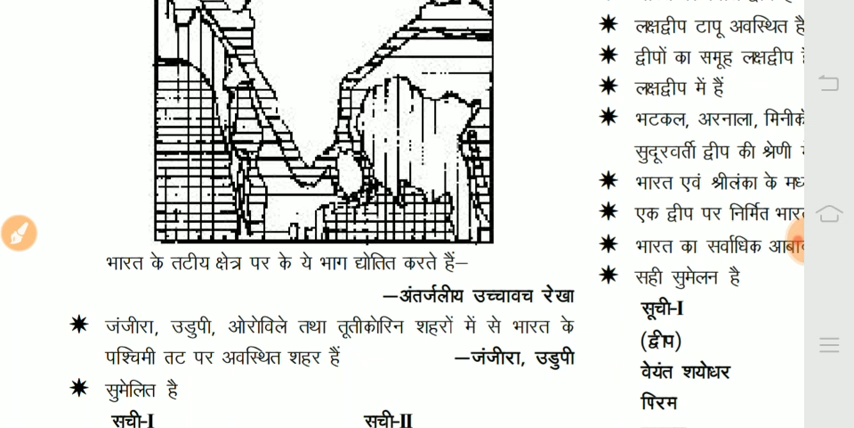 भारत के तटीय क्षेत्र पर के ये भाग द्योतित करते हैं–
–अंतर्जलीय उच्चावच रेखा
✷ जंजीरा, उडुपी, ओरोविले तथा तूतीकोरिन शहरों में से भारत के
पश्चिमी तट पर अवस्थित शहर हैं –जंजीरा, उडुपी
✷ सुमेलित है
सूची-I सूची-II
✷ लक्षद्वीप टापू अवस्थित हैं
✷ द्वीपों का समूह लक्षद्वीप
✷ लक्षद्वीप में हैं
✷ भटकल, अरनाला, मिनीकॉ
सुदूरवर्ती द्वीप की श्रेणी
✷ भारत एवं श्रीलंका के मध्
✷ एक द्वीप पर निर्मित भार
✷ भारत का सर्वाधिक आबा
✷ सही सुमेलन है
सूची-I
(द्वीप)
वेयंत शयोधर
पिरम